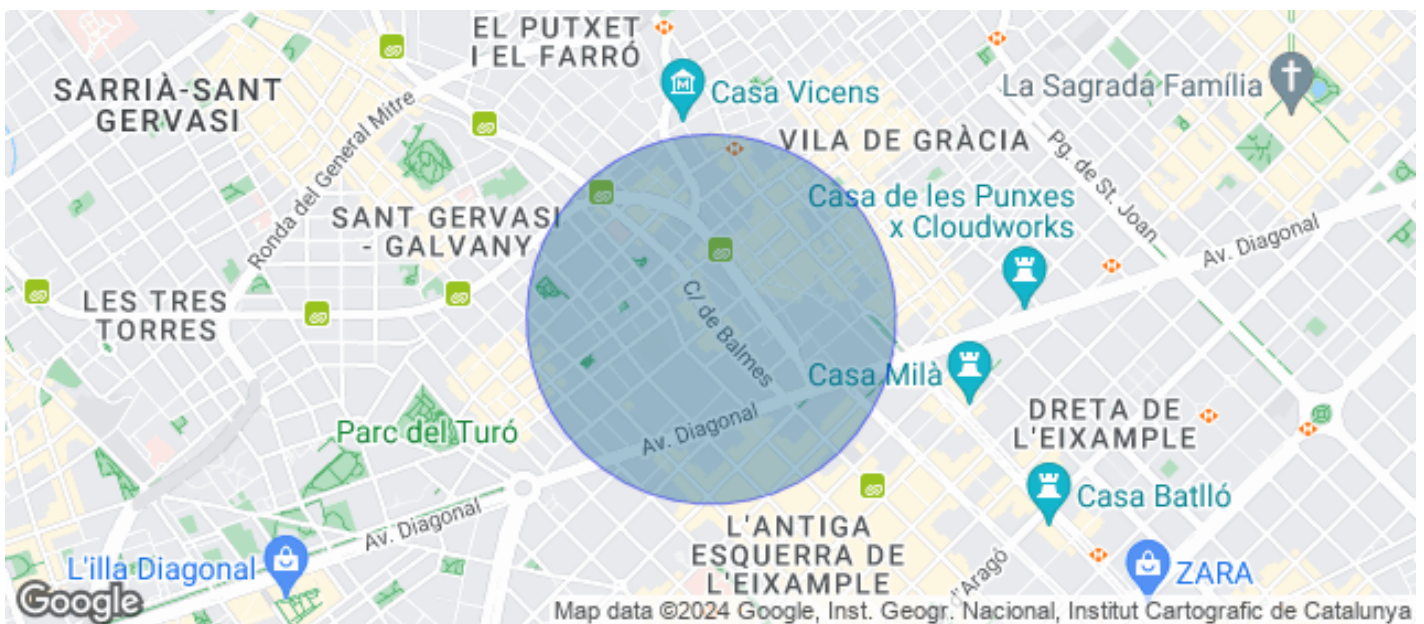 EL PUTXET
I EL FARRÓ
SARRIÀ-SANT
GERVASI
Casa Vicens
La Sagrada Família
Ronda del General Mitre
VILA DE GRÀCIA
Pg. de St. Joan
Casa de les Punxes
x Cloudworks
SANT GERVASI
- GALVANY
Av. Diagonal
LES TRES
TORRES
C/ de Balmes
Casa Milà
DRETA DE
L'EIXAMPLE
Parc del Turó
Av. Diagonal
Casa Batlló
Av. Diagonal
L'ANTIGA
ESQUERRA DE
L'EIXAMPLE
L'illa Diagonal
d'Aragó
ZARA
Google
Map data ©2024 Google, Inst. Geogr. Nacional, Institut Cartografic de Catalunya